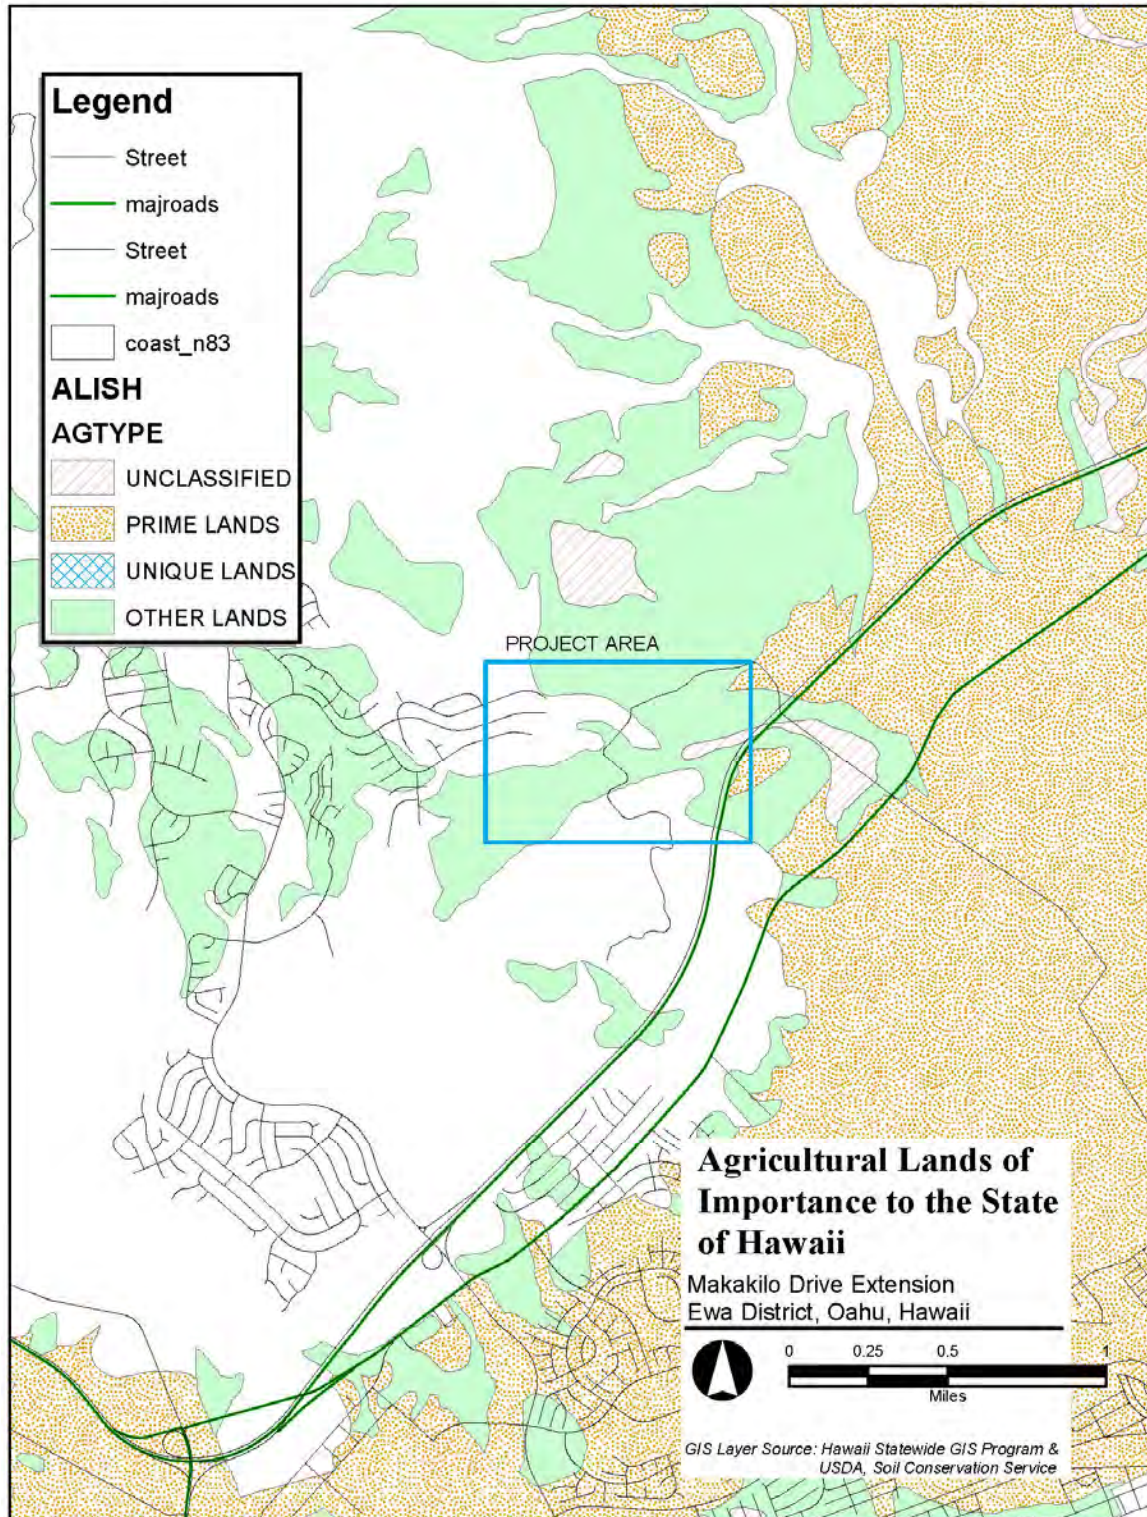 Legend
Street
majroads
Street
majroads
coast_n83
ALISH
AGTYPE
UNCLASSIFIED
PRIME LANDS
UNIQUE LANDS
OTHER LANDS
PROJECT AREA
Agricultural Lands of
Importance to the State
of Hawaii
Makakilo Drive Extension
Ewa District, Oahu, Hawaii
0 0.25 0.5 1
Miles
GIS Layer Source: Hawaii Statewide GIS Program &
USDA, Soil Conservation Service